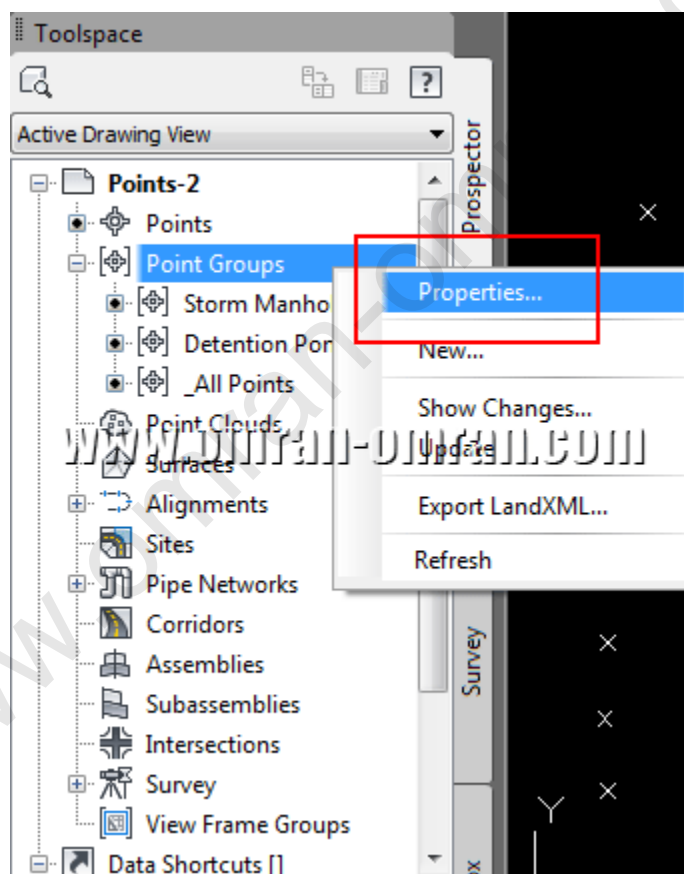 Toolspace
?
Active Drawing View
Prospector
Points-2
Points
Point Groups
Properties...
Storm Manho
New...
Detention Pon
_All Points
Show Changes...
Point Clouds
Update
www.omran-omran.com
Surfaces
Alignments
Export LandXML...
Sites
Refresh
Pipe Networks
Corridors
Survey
Assemblies
Subassemblies
Intersections
Survey
View Frame Groups
Y
Data Shortcuts []